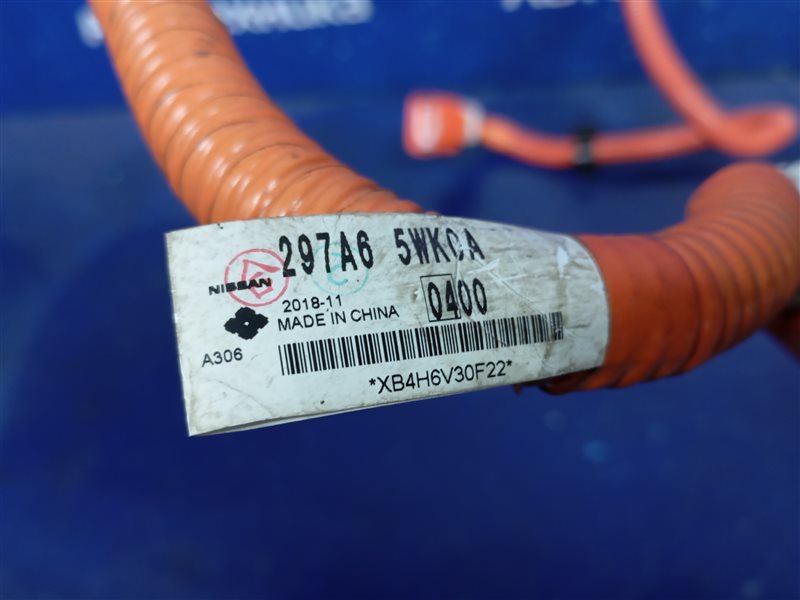 297A6 5WKCA
NISSAN
2018-11
0400
MADE IN CHINA
A306
*XB4H6V30F22*